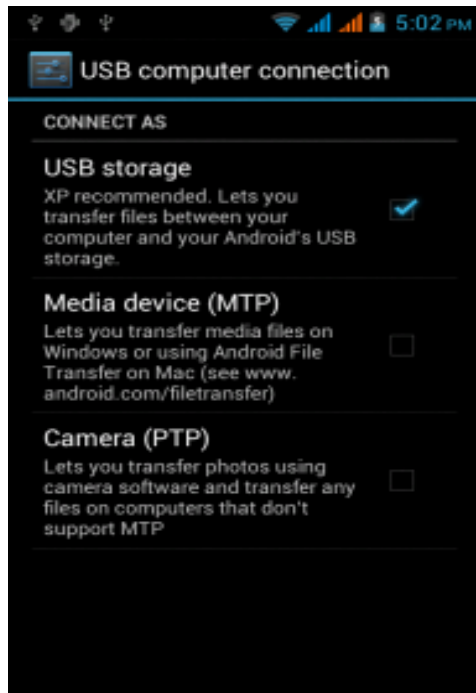 5:02 PM
USB computer connection
CONNECT AS
USB storage
XP recommended. Lets you
transfer files between your
computer and your Android's USB
storage.
Media device (MTP)
Lets you transfer media files on
Windows or using Android File
Transfer on Mac (see www.
android.com/filetransfer)
Camera (PTP)
Lets you transfer photos using
camera software and transfer any
files on computers that don't
support MTP